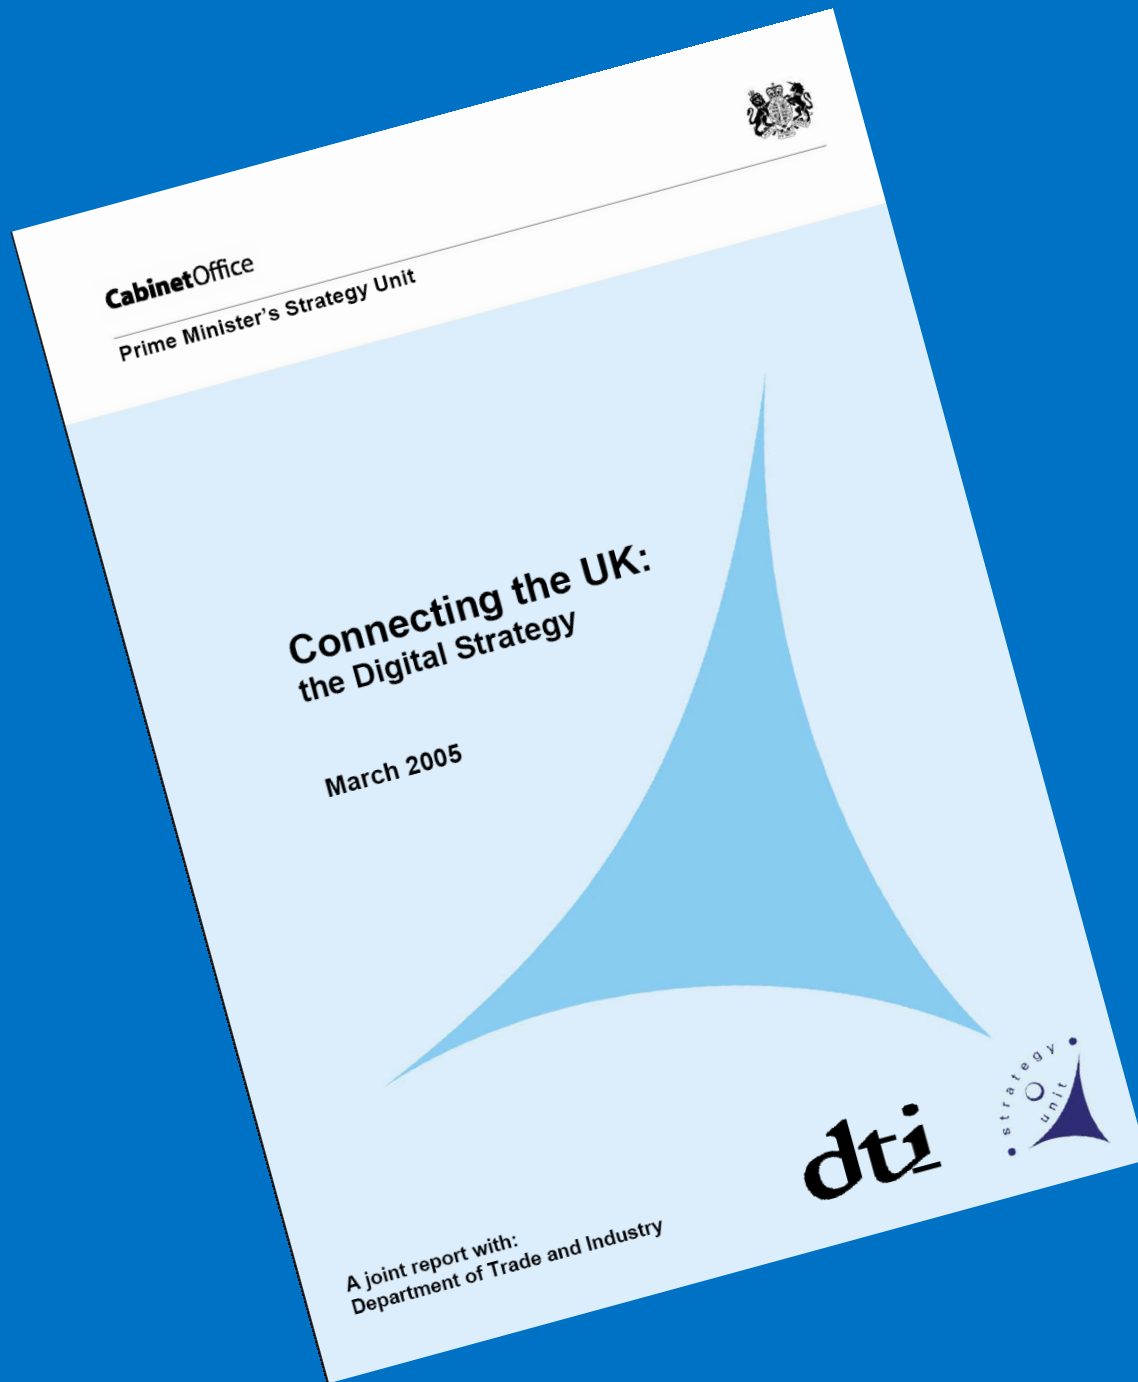 CabinetOffice
Prime Minister's Strategy Unit
Connecting the UK:
the Digital Strategy
March 2005
strategy
unit
dti
A joint report with:
Department of Trade and Industry